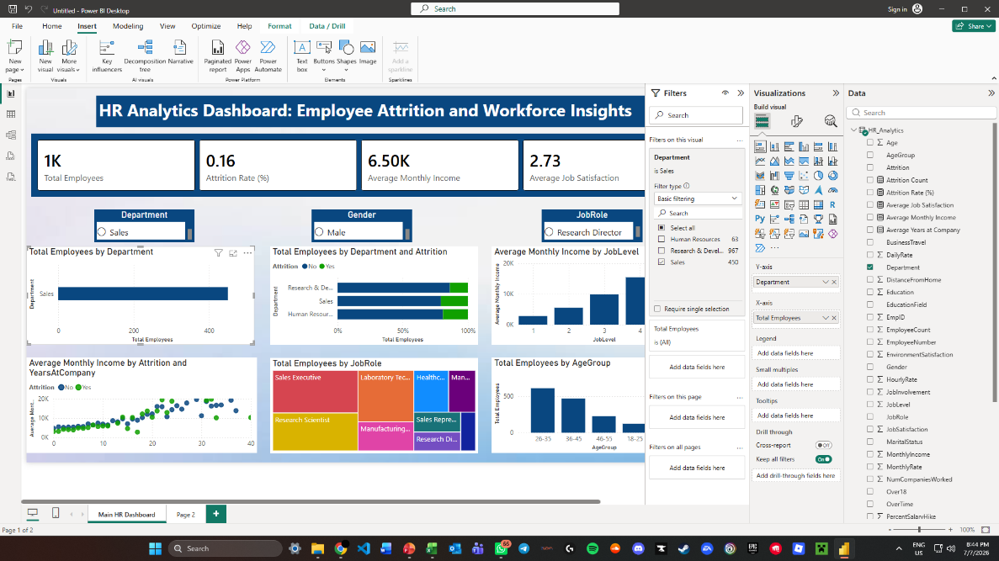 Untitled - Power BI Desktop
Search
Sign in
File
Home
Insert
Modeling
View
Optimize
Help
Format
Data / Drill
Share
New page
New visual
More visuals
Key influencers
Decomposition tree
Narrative
Paginated report
Power Apps
Power Automate
Text box
Buttons
Shapes
Image
Add a sparkline
Pages
Visuals
AI visuals
Power Platform
Elements
Sparklines
HR Analytics Dashboard: Employee Attrition and Workforce Insights
1K
Total Employees
0.16
Attrition Rate (%)
6.50K
Average Monthly Income
2.73
Average Job Satisfaction
Department
Sales
Gender
Male
JobRole
Research Director
Total Employees by Department
Department
Sales
0
200
400
Total Employees
Total Employees by Department and Attrition
Attrition No Yes
Department
Research & De...
Sales
Human Resour...
0%
50%
100%
Total Employees
Average Monthly Income by JobLevel
Average Monthly Income
20K
10K
0K
1
2
3
4
JobLevel
Average Monthly Income by Attrition and
YearsAtCompany
Attrition No Yes
Average Mont...
20K
10K
0K
0
10
20
30
40
Total Employees by JobRole
Sales Executive
Research Scientist
Laboratory Tec...
Manufacturing...
Healthc...
Man...
Sales Repre...
Research Di...
Total Employees by AgeGroup
Total Employees
500
0
26-35
36-45
46-55
18-25
AgeGroup
Main HR Dashboard
Page 2
Page 1 of 2
Filters
Search
Filters on this visual
Department
is Sales
Filter type
Basic filtering
Search
Select all
Human Resources 63
Research & Devel... 967
Sales 450
Require single selection
Total Employees
is (All)
Add data fields here
Filters on this page
Add data fields here
Filters on all pages
Add data fields here
Visualizations
Build visual
Y-axis
Department
X-axis
Total Employees
Legend
Add data fields here
Small multiples
Add data fields here
Tooltips
Add data fields here
Drill through
Cross-report
Off
Keep all filters
On
Add drill-through fields here
Data
Search
HR_Analytics
Age
AgeGroup
Attrition
Attrition Count
Attrition Rate (%)
Average Job Satisfaction
Average Monthly Income
Average Years at Company
BusinessTravel
DailyRate
Department
DistanceFromHome
Education
EducationField
EmpID
EmployeeCount
EmployeeNumber
EnvironmentSatisfaction
Gender
HourlyRate
JobInvolvement
JobLevel
JobRole
JobSatisfaction
MaritalStatus
MonthlyIncome
MonthlyRate
NumCompaniesWorked
Over18
OverTime
PercentSalaryHike
100%
Search
ENG
US
8:44 PM
7/7/2026